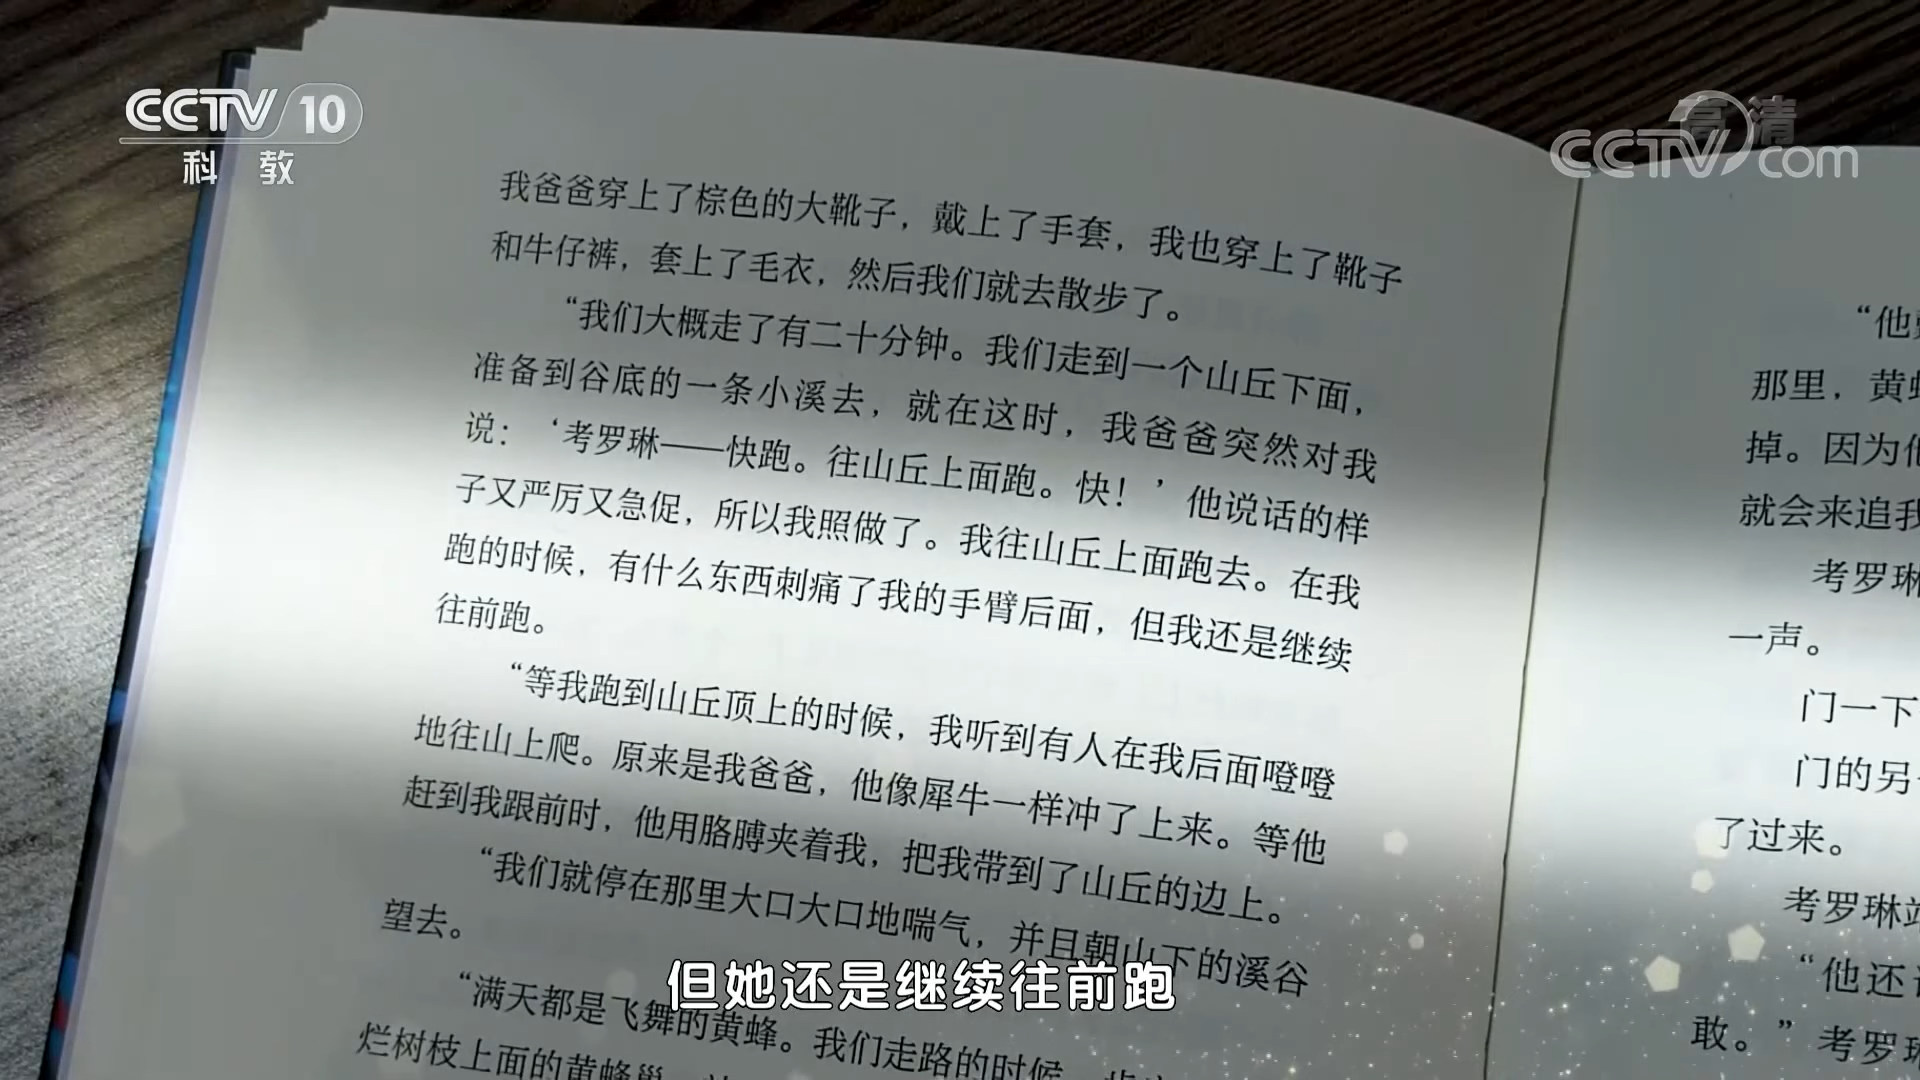 CCTV 10
科 教
高清
CCTV com
我爸爸穿上了棕色的大靴子，戴上了手套，我也穿上了靴子
和牛仔裤，套上了毛衣，然后我们就去散步了。
“我们大概走了有二十分钟。我们走到一个山丘下面，
准备到谷底的一条小溪去，就在这时，我爸爸突然对我
说：‘考罗琳——快跑。往山丘上面跑。快！’他说话的样
子又严厉又急促，所以我照做了。我往山丘上面跑去。在我
跑的时候，有什么东西刺痛了我的手臂后面，但我还是继续
往前跑。
“等我跑到山丘顶上的时候，我听到有人在我后面噔噔
地往山上爬。原来是我爸爸，他像犀牛一样冲了上来。等他
赶到我跟前时，他用胳膊夹着我，把我带到了山丘的边上。
“我们就停在那里大口大口地喘气，并且朝山下的溪谷
望去。
“满天都是飞舞的黄蜂。我们走路的时候，
烂树枝上面的黄蜂巢
“他
那里，黄
掉。因为他
就会来追我
考罗琳
一声。
门一下
门的另
了过来。
考罗琳
“他还
敢。”考罗琳
但她还是继续往前跑